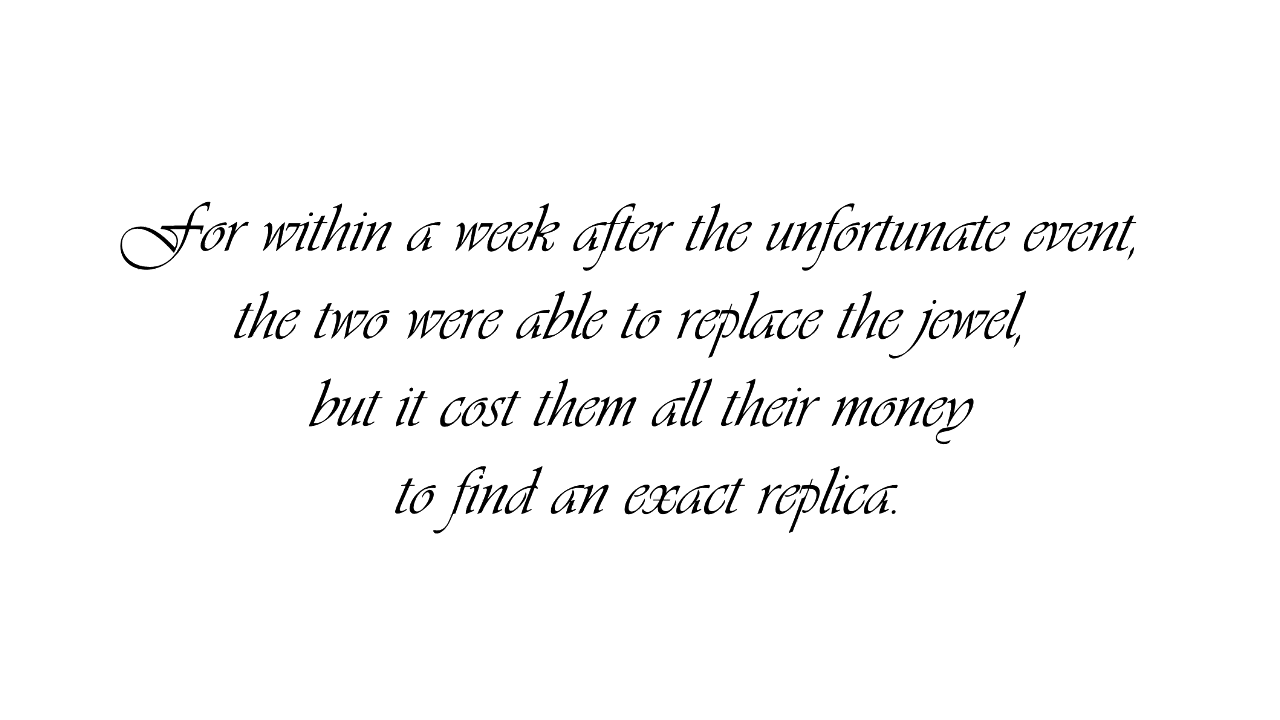 For within a week after the unfortunate event,
the two were able to replace the jewel,
but it cost them all their money
to find an exact replica.